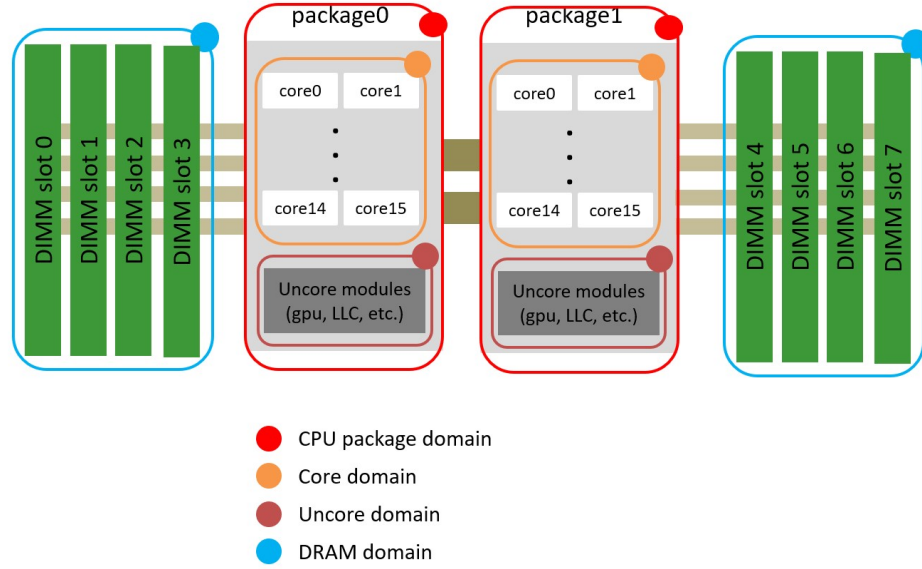 package0
package1
DIMM slot 0
DIMM slot 1
DIMM slot 2
DIMM slot 3
core0
core1
core14
core15
Uncore modules
(gpu, LLC, etc.)
core0
core1
core14
core15
Uncore modules
(gpu, LLC, etc.)
DIMM slot 4
DIMM slot 5
DIMM slot 6
DIMM slot 7
CPU package domain
Core domain
Uncore domain
DRAM domain